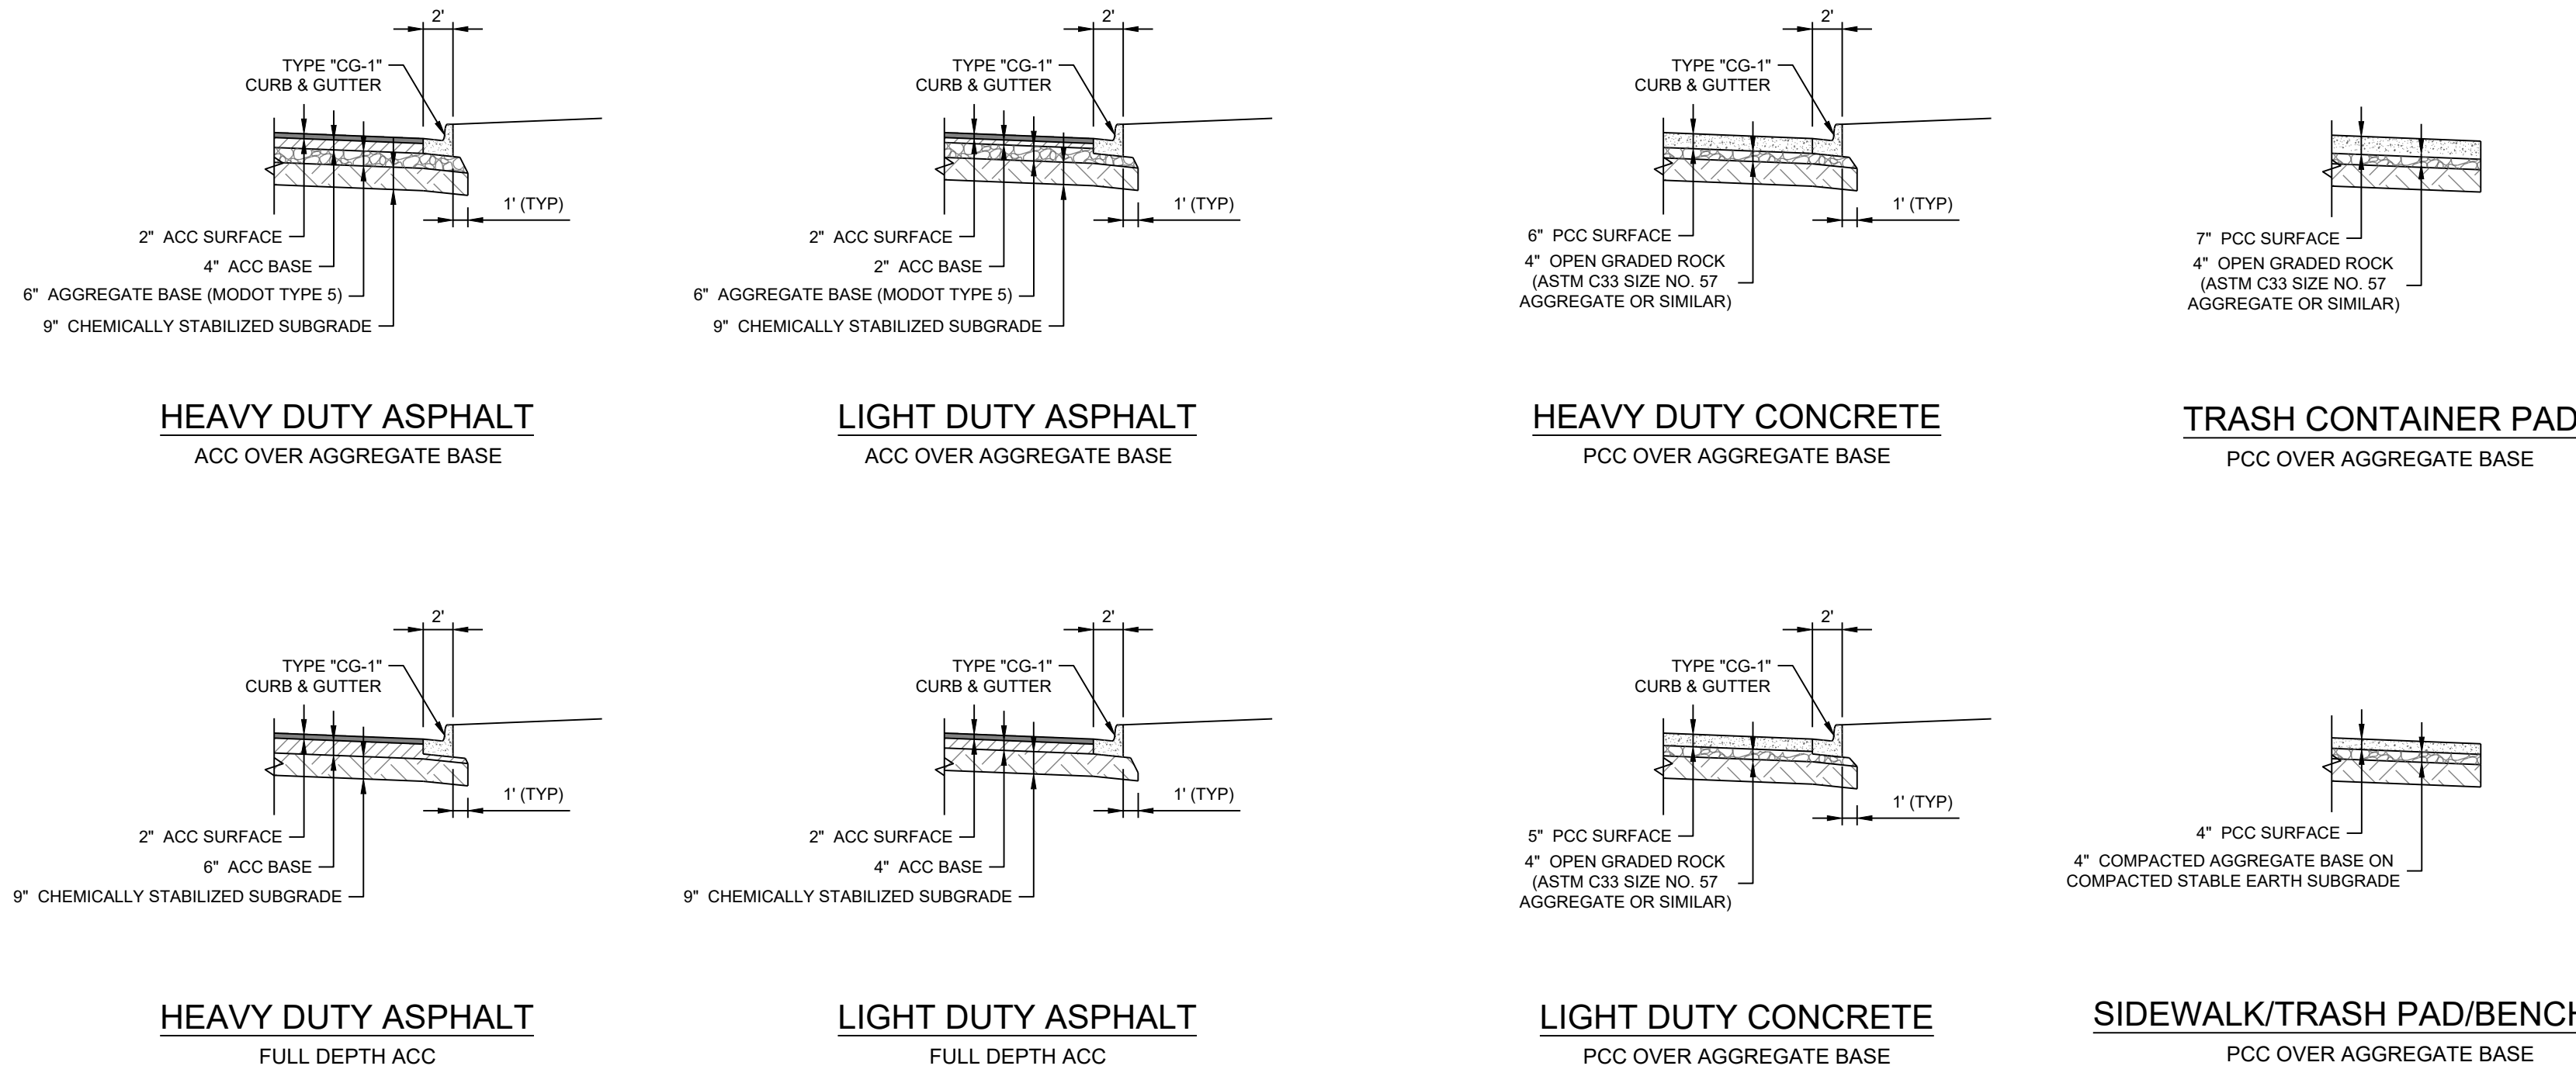 2'
TYPE "CG-1"
CURB & GUTTER
1' (TYP)
2" ACC SURFACE
4" ACC BASE
6" AGGREGATE BASE (MODOT TYPE 5)
9" CHEMICALLY STABILIZED SUBGRADE
HEAVY DUTY ASPHALT
ACC OVER AGGREGATE BASE
2'
TYPE "CG-1"
CURB & GUTTER
1' (TYP)
2" ACC SURFACE
2" ACC BASE
6" AGGREGATE BASE (MODOT TYPE 5)
9" CHEMICALLY STABILIZED SUBGRADE
LIGHT DUTY ASPHALT
ACC OVER AGGREGATE BASE
2'
TYPE "CG-1"
CURB & GUTTER
1' (TYP)
6" PCC SURFACE
4" OPEN GRADED ROCK
(ASTM C33 SIZE NO. 57
AGGREGATE OR SIMILAR)
HEAVY DUTY CONCRETE
PCC OVER AGGREGATE BASE
7" PCC SURFACE
4" OPEN GRADED ROCK
(ASTM C33 SIZE NO. 57
AGGREGATE OR SIMILAR)
TRASH CONTAINER PAD
PCC OVER AGGREGATE BASE
2'
TYPE "CG-1"
CURB & GUTTER
1' (TYP)
2" ACC SURFACE
6" ACC BASE
9" CHEMICALLY STABILIZED SUBGRADE
HEAVY DUTY ASPHALT
FULL DEPTH ACC
2'
TYPE "CG-1"
CURB & GUTTER
1' (TYP)
2" ACC SURFACE
4" ACC BASE
9" CHEMICALLY STABILIZED SUBGRADE
LIGHT DUTY ASPHALT
FULL DEPTH ACC
2'
TYPE "CG-1"
CURB & GUTTER
1' (TYP)
5" PCC SURFACE
4" OPEN GRADED ROCK
(ASTM C33 SIZE NO. 57
AGGREGATE OR SIMILAR)
LIGHT DUTY CONCRETE
PCC OVER AGGREGATE BASE
4" PCC SURFACE
4" COMPACTED AGGREGATE BASE ON
COMPACTED STABLE EARTH SUBGRADE
SIDEWALK/TRASH PAD/BENCH
PCC OVER AGGREGATE BASE